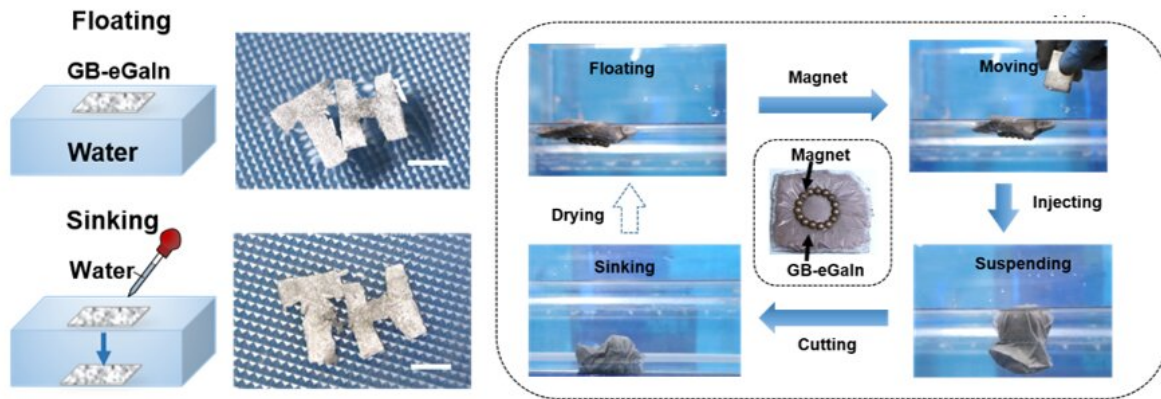 Floating
GB-eGaIn
Water
Sinking
Water
Floating
Magnet
Moving
Magnet
GB-eGaIn
Injecting
Drying
Sinking
Suspending
Cutting